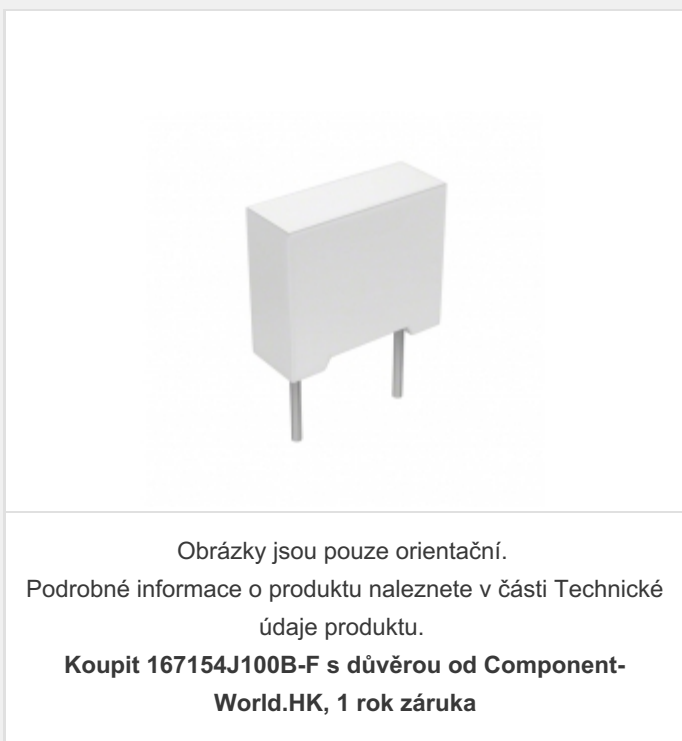 Obrázky jsou pouze orientační.
Podrobné informace o produktu naleznete v části Technické
údaje produktu.
Koupit 167154J100B-F s důvěrou od Component-
World.HK, 1 rok záruka